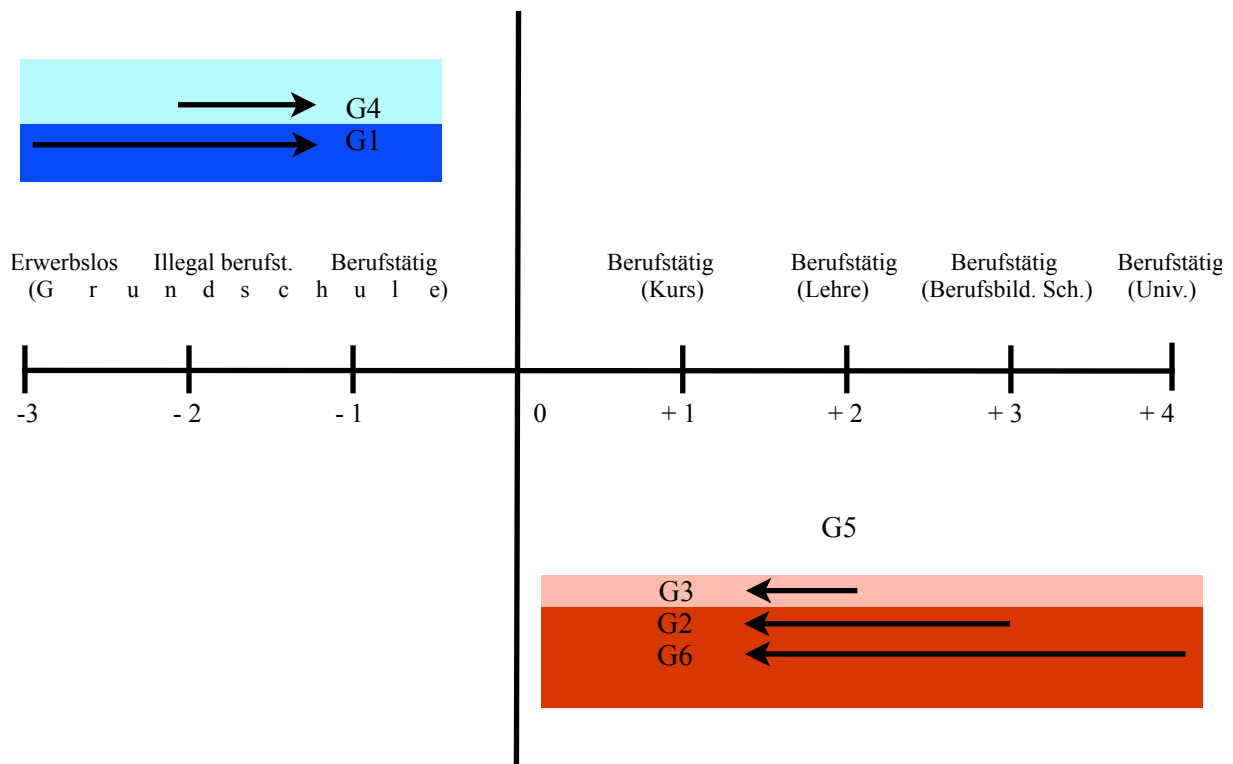 G4
G1
Erwerbslos Illegal berufst. Berufstätig Berufstätig Berufstätig Berufstätig Berufstätig
(G r u n d s c h u l e) (Kurs) (Lehre) (Berufsbild. Sch.) (Univ.)
-3 - 2 - 1 0 + 1 + 2 + 3 + 4
G5
G3
G2
G6